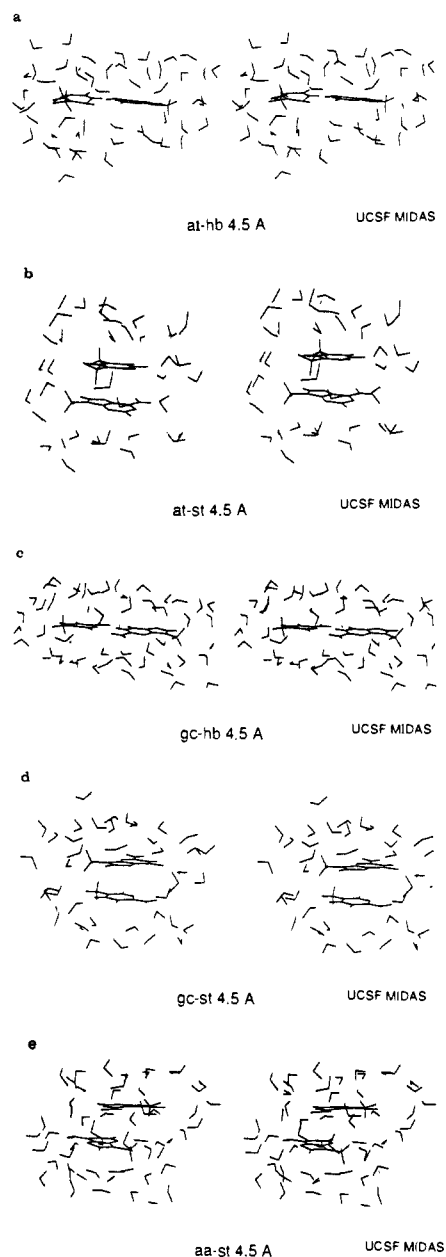 a
at-hb 4.5 A UCSF MIDAS
b
at-st 4.5 A UCSF MIDAS
c
gc-hb 4.5 A UCSF MIDAS
d
gc-st 4.5 A UCSF MIDAS
e
aa-st 4.5 A UCSF MIDAS